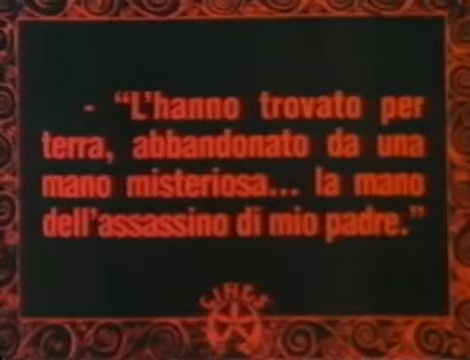 - "L'hanno trovato per
terra, abbandonato da una
mano misteriosa... la mano
dell'assassino di mio padre."
CINES